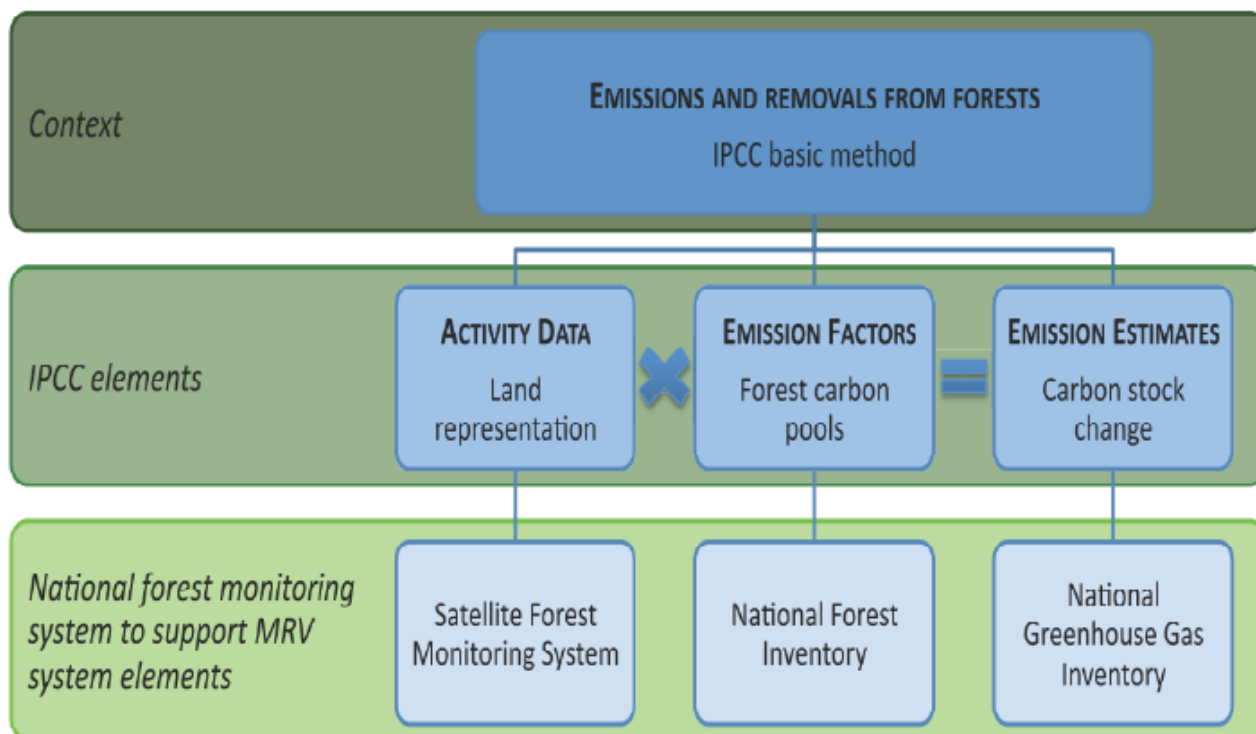 Context
EMISSIONS AND REMOVALS FROM FORESTS
IPCC basic method
IPCC elements
ACTIVITY DATA
Land
representation
EMISSION FACTORS
Forest carbon
pools
EMISSION ESTIMATES
Carbon stock
change
National forest monitoring
system to support MRV
system elements
Satellite Forest
Monitoring System
National Forest
Inventory
National
Greenhouse Gas
Inventory